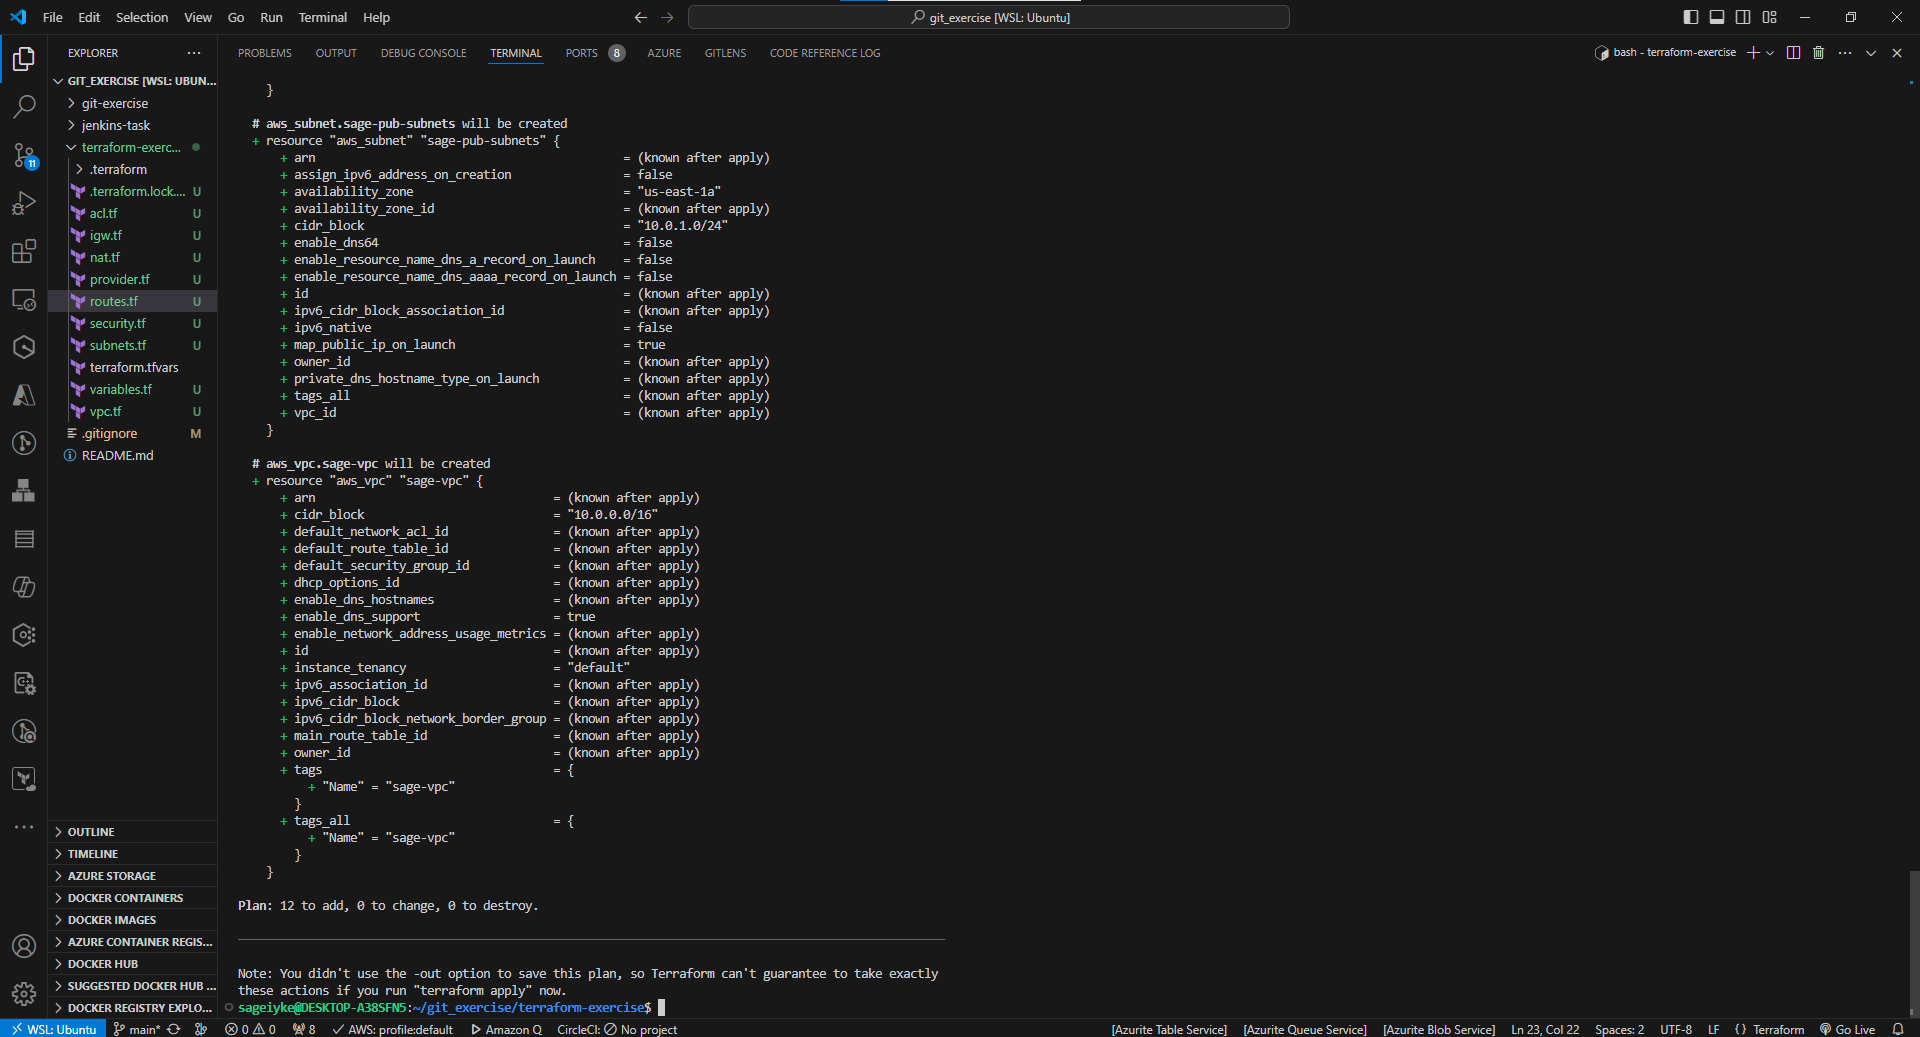 File Edit Selection View Go Run Terminal Help
git_exercise [WSL: Ubuntu]
EXPLORER
PROBLEMS OUTPUT DEBUG CONSOLE TERMINAL PORTS 8 AZURE GITLENS CODE REFERENCE LOG
bash - terraform-exercise
GIT_EXERCISE [WSL: UBUN...
git-exercise
jenkins-task
terraform-exerc...
.terraform
.terraform.lock.... U
acl.tf U
igw.tf U
nat.tf U
provider.tf U
routes.tf U
security.tf U
subnets.tf U
terraform.tfvars
variables.tf U
vpc.tf U
.gitignore M
README.md
11
OUTLINE
TIMELINE
AZURE STORAGE
DOCKER CONTAINERS
DOCKER IMAGES
AZURE CONTAINER REGIS...
DOCKER HUB
SUGGESTED DOCKER HUB ...
DOCKER REGISTRY EXPLO...
}
# aws_subnet.sage-pub-subnets will be created
+ resource "aws_subnet" "sage-pub-subnets" {
+ arn = (known after apply)
+ assign_ipv6_address_on_creation = false
+ availability_zone = "us-east-1a"
+ availability_zone_id = (known after apply)
+ cidr_block = "10.0.1.0/24"
+ enable_dns64 = false
+ enable_resource_name_dns_a_record_on_launch = false
+ enable_resource_name_dns_aaaa_record_on_launch = false
+ id = (known after apply)
+ ipv6_cidr_block_association_id = (known after apply)
+ ipv6_native = false
+ map_public_ip_on_launch = true
+ owner_id = (known after apply)
+ private_dns_hostname_type_on_launch = (known after apply)
+ tags_all = (known after apply)
+ vpc_id = (known after apply)
}
# aws_vpc.sage-vpc will be created
+ resource "aws_vpc" "sage-vpc" {
+ arn = (known after apply)
+ cidr_block = "10.0.0.0/16"
+ default_network_acl_id = (known after apply)
+ default_route_table_id = (known after apply)
+ default_security_group_id = (known after apply)
+ dhcp_options_id = (known after apply)
+ enable_dns_hostnames = (known after apply)
+ enable_dns_support = true
+ enable_network_address_usage_metrics = (known after apply)
+ id = (known after apply)
+ instance_tenancy = "default"
+ ipv6_association_id = (known after apply)
+ ipv6_cidr_block = (known after apply)
+ ipv6_cidr_block_network_border_group = (known after apply)
+ main_route_table_id = (known after apply)
+ owner_id = (known after apply)
+ tags = {
+ "Name" = "sage-vpc"
}
+ tags_all = {
+ "Name" = "sage-vpc"
}
}
Plan: 12 to add, 0 to change, 0 to destroy.
Note: You didn't use the -out option to save this plan, so Terraform can't guarantee to take exactly
these actions if you run "terraform apply" now.
sageiyke@DESKTOP-A38SFN5:~/git_exercise/terraform-exercise$
WSL: Ubuntu main* 0 0 8 AWS: profile:default Amazon Q CircleCI: No project [Azurite Table Service] [Azurite Queue Service] [Azurite Blob Service] Ln 23, Col 22 Spaces: 2 UTF-8 LF {} Terraform Go Live